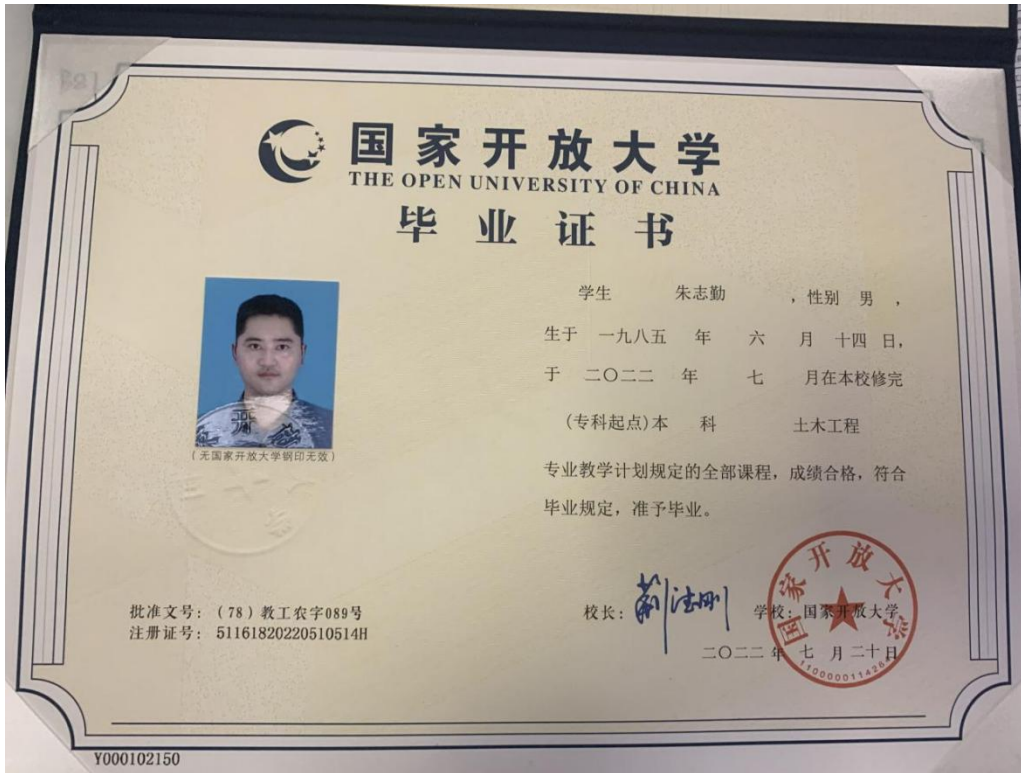 国家开放大学
THE OPEN UNIVERSITY OF CHINA
毕业证书
学生 朱志勤 ，性别 男 ，
生于 一九八五 年 六 月 十四 日，
于 二〇二二 年 七 月在本校修完
(专科起点)本 科 土木工程
专业教学计划规定的全部课程，成绩合格，符合
毕业规定，准予毕业。
(无国家开放大学钢印无效)
批准文号：(78)教工农字089号
注册证号：51161820220510514H
校长：荆德刚 学校：国家开放大学
二〇二二 年 七 月 二十 日
国家开放大学
Y000102150